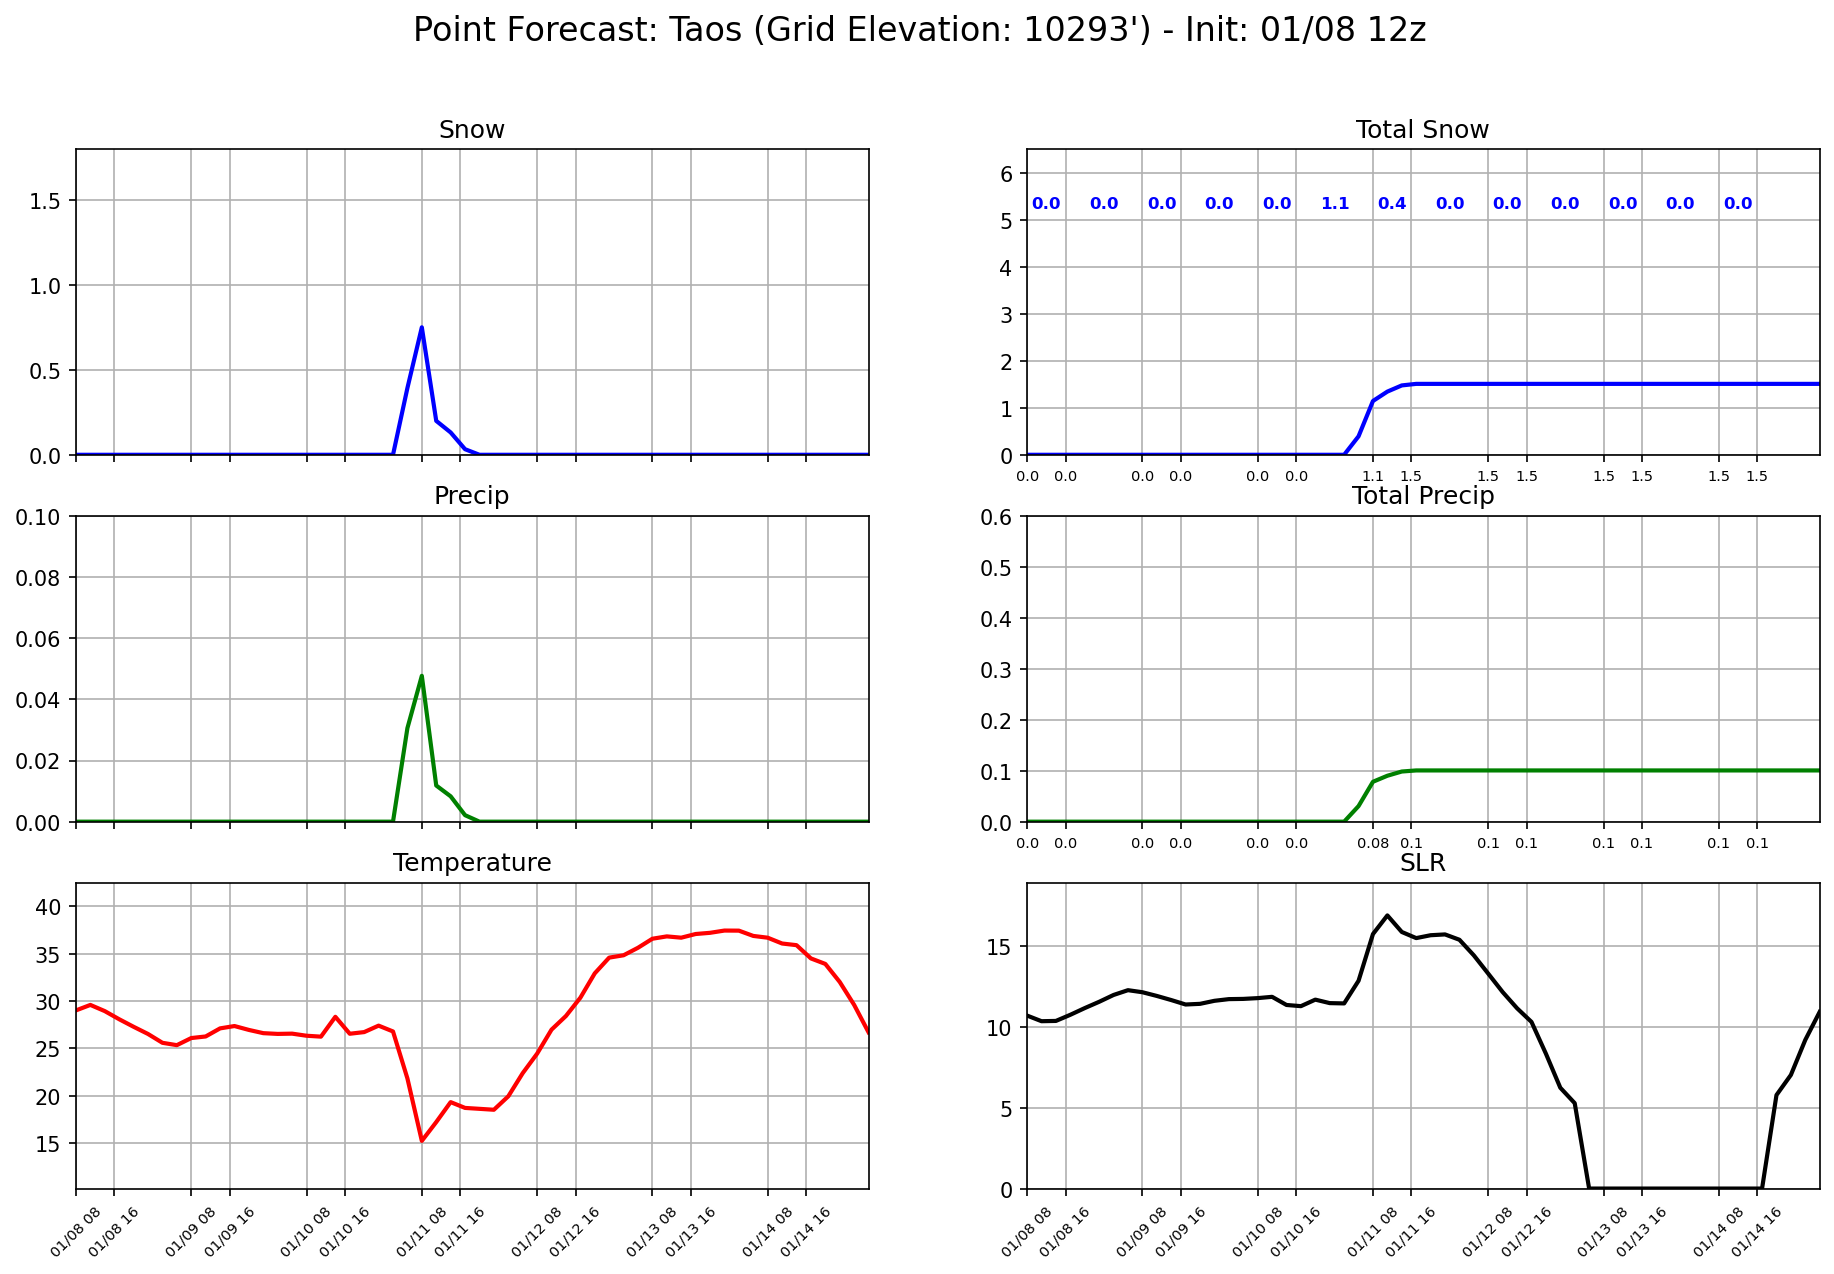 Point Forecast: Taos (Grid Elevation: 10293') - Init: 01/08 12z
Snow
1.5
1.0
0.5
0.0
Total Snow
6
5
4
3
2
1
0
0.0 0.0 0.0 0.0 0.0 1.1 0.4 0.0 0.0 0.0 0.0 0.0 0.0
0.0 0.0 0.0 0.0 0.0 0.0 1.1 1.5 1.5 1.5 1.5 1.5 1.5 1.5
Precip
0.10
0.08
0.06
0.04
0.02
0.00
Total Precip
0.6
0.5
0.4
0.3
0.2
0.1
0.0
0.0 0.0 0.0 0.0 0.0 0.0 0.08 0.1 0.1 0.1 0.1 0.1 0.1 0.1
Temperature
40
35
30
25
20
15
01/08 08 01/08 16 01/09 08 01/09 16 01/10 08 01/10 16 01/11 08 01/11 16 01/12 08 01/12 16 01/13 08 01/13 16 01/14 08 01/14 16
SLR
15
10
5
0
01/08 08 01/08 16 01/09 08 01/09 16 01/10 08 01/10 16 01/11 08 01/11 16 01/12 08 01/12 16 01/13 08 01/13 16 01/14 08 01/14 16